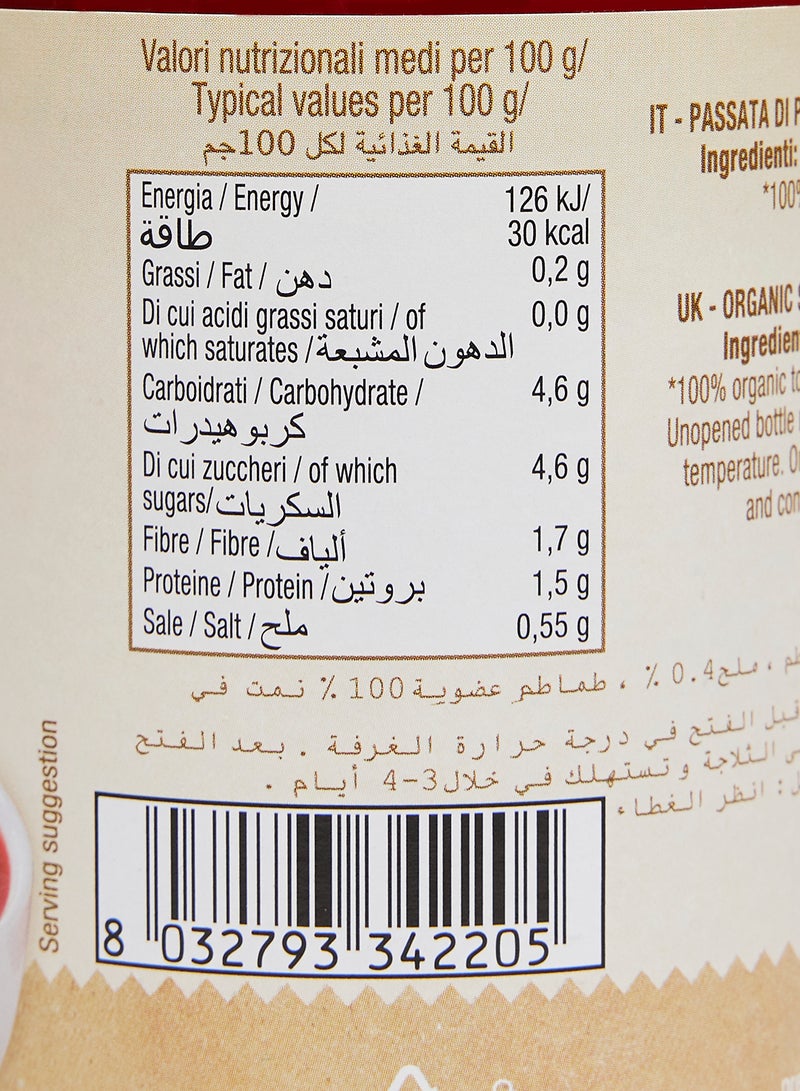 Valori nutrizionali medi per 100 g/
Typical values per 100 g/
القيمة الغذائية لكل 100جم
Energia / Energy / 126 kJ/
طاقة 30 kcal
Grassi / Fat / دهن 0,2 g
Di cui acidi grassi saturi / of 0,0 g
which saturates / الدهون المشبعة
Carboidrati / Carbohydrate / 4,6 g
كربوهيدرات
Di cui zuccheri / of which 4,6 g
sugars/ السكريات
Fibre / Fibre / ألياف 1,7 g
Proteine / Protein / بروتين 1,5 g
Sale / Salt / ملح 0,55 g
، ملح0.4 ٪ ، طماطم عضوية 100 ٪ نمت في
قبل الفتح في درجة حرارة الغرفة . بعد الفتح
الثلاجة وتستهلك في خلال3-4 أيام .
: انظر الغطاء
IT - PASSATA DI
Ingredienti:
*100%
UK - ORGANIC
*100% organic
Unopened bottle
temperature.
and
Serving suggestion
8 032793 342205